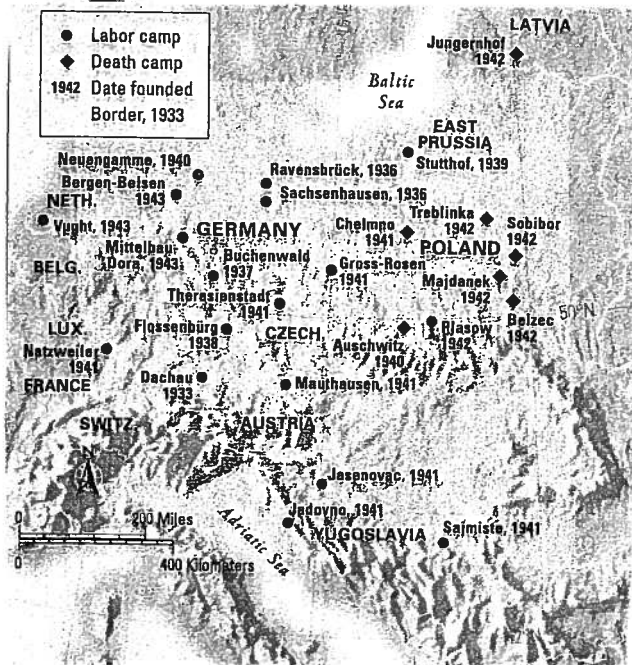 Labor camp
Death camp
1942 Date founded
Border, 1933
LATVIA
Jungernhof
1942
Baltic
Sea
EAST
PRUSSIA
Stutthof, 1939
Neuengamme, 1940
Bergen-Belsen
1943
Ravensbrück, 1936
Sachsenhausen, 1936
NETH.
Vught, 1943
GERMANY
Mittelbau
Dora, 1943
Treblinka
1942
Chelmno
1941
Sobibor
1942
POLAND
BELG.
Buchenwald
1937
Gross-Rosen
1941
Majdanek
1942
Theresienstadt
1941
Belzec
1942
50°N
LUX.
Flossenbürg
1938
CZECH.
Auschwitz
1940
Plasow
1942
Natzweiler
1941
FRANCE
Dachau
1933
Mauthausen, 1941
SWITZ.
AUSTRIA
Jasenovac, 1941
0
200 Miles
0
400 Kilometers
Adriatic Sea
Jadovno, 1941
YUGOSLAVIA
Sajmiste, 1941